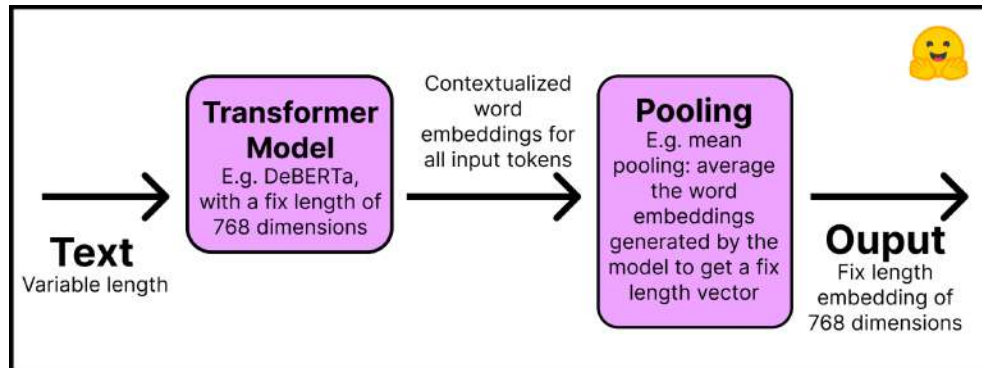 Text
Variable length
Transformer
Model
E.g. DeBERTa,
with a fix length of
768 dimensions
Contextualized
word
embeddings for
all input tokens
Pooling
E.g. mean
pooling: average
the word
embeddings
generated by the
model to get a fix
length vector
Ouput
Fix length
embedding of
768 dimensions